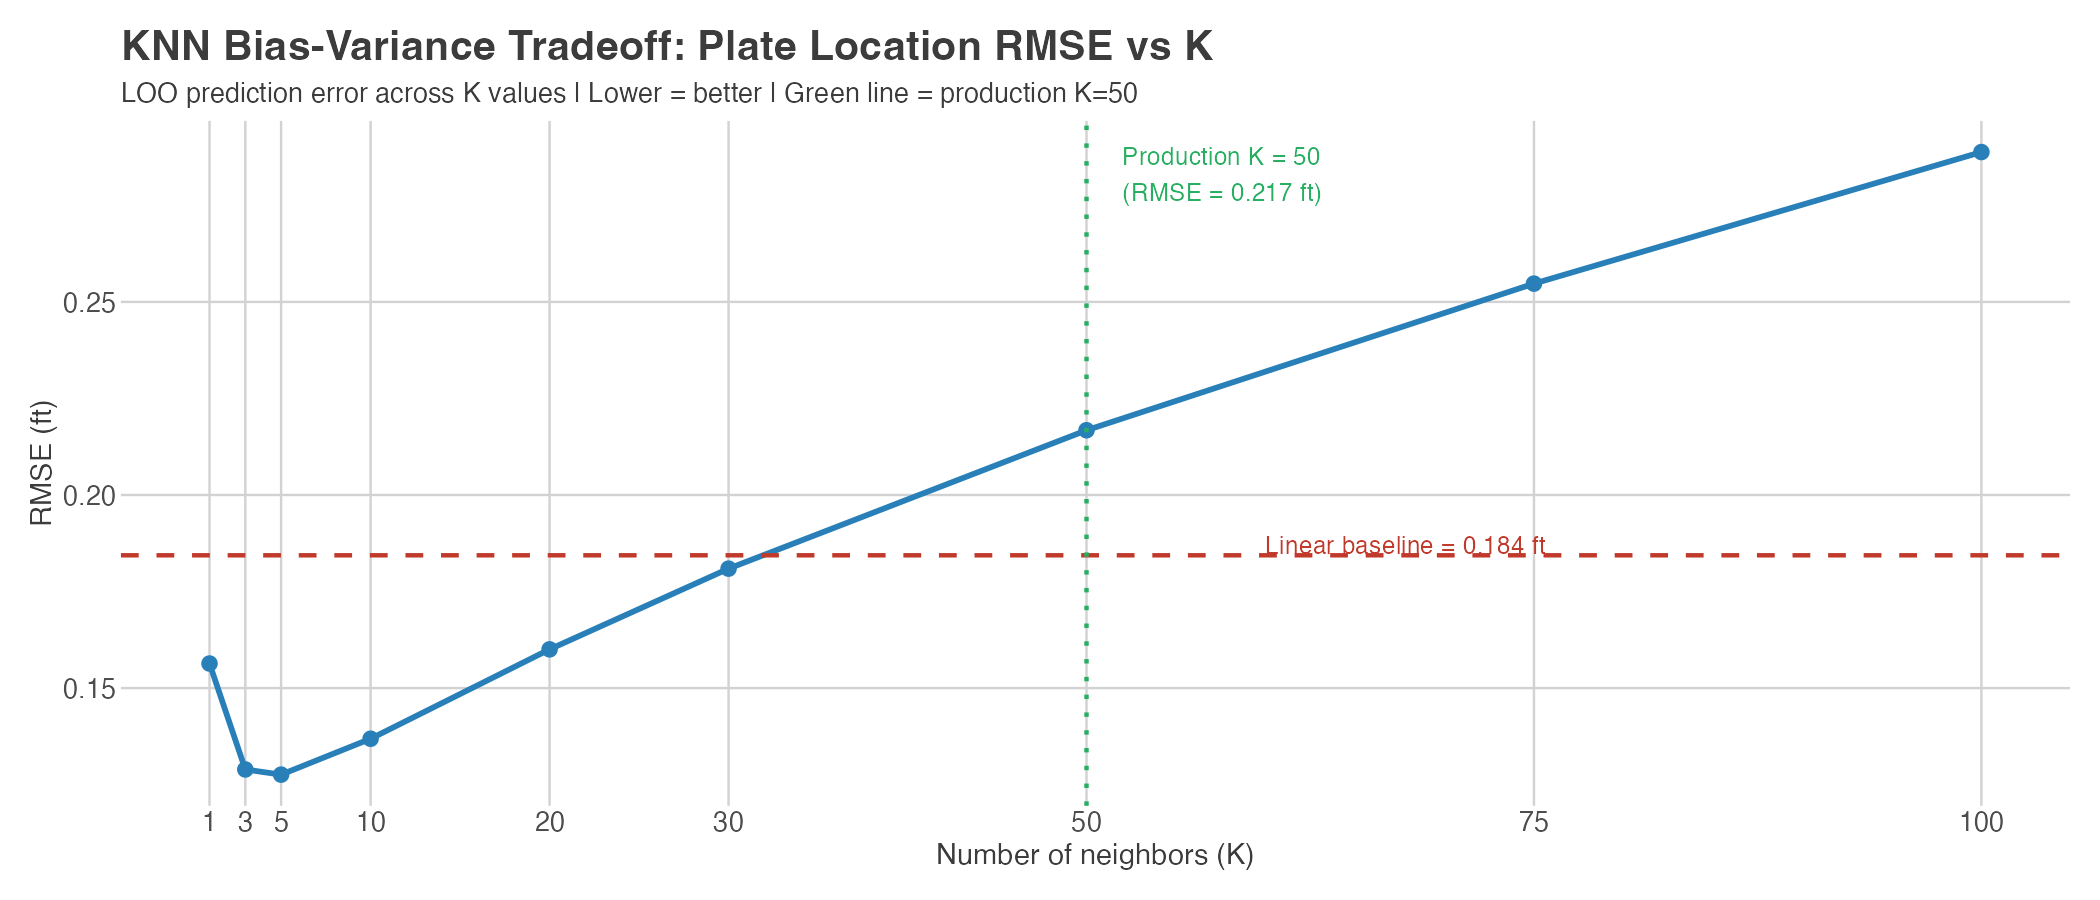 KNN Bias-Variance Tradeoff: Plate Location RMSE vs K
LOO prediction error across K values | Lower = better | Green line = production K=50
Production K = 50
(RMSE = 0.217 ft)
0.25
RMSE (ft)
0.20
Linear baseline = 0.184 ft
0.15
1 3 5 10 20 30 50 75 100
Number of neighbors (K)